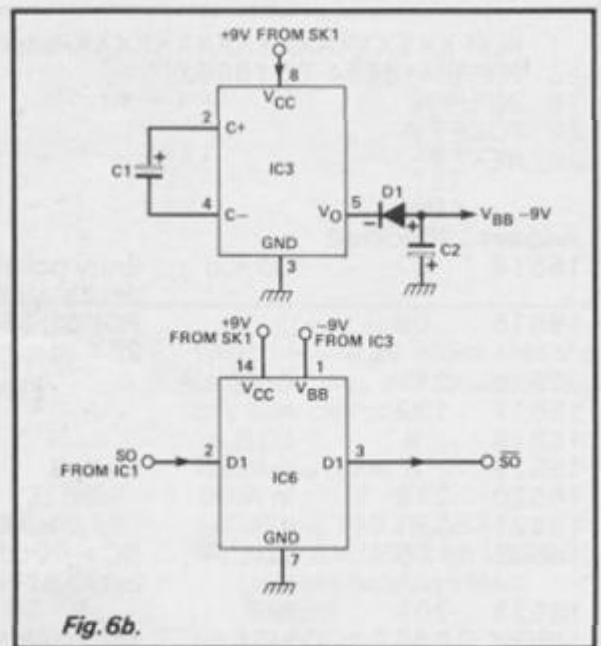 +9V FROM SK1
8
VCC
2
C+
C1
+
IC3
4
C−
D1
5
VO
−
+
VBB −9V
C2
+
GND
3
+9V
FROM SK1
−9V
FROM IC3
14
1
VCC
VBB
SO
FROM IC1
2
D1
IC6
D1
3
SO
GND
7
Fig. 6b.